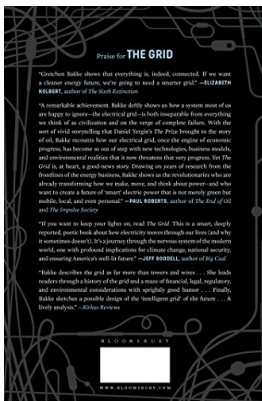 Praise for THE GRID
"Gretchen Bakke shows that everything is, indeed, connected. If we want
a cleaner energy future, we're going to need a smarter grid." —ELIZABETH
KOLBERT, author of The Sixth Extinction
"A remarkable achievement. Bakke deftly shows us how a system most of us
are happy to ignore—the electrical grid—is both inseparable from everything
we think of as civilization and on the verge of complete failure. With the
sort of vivid storytelling that Daniel Yergin's The Prize brought to the story
of oil, Bakke recounts how our electrical grid, once the engine of economic
progress, has become so out of step with new technologies, business models,
and environmental realities that it now threatens that very progress. Yet The
Grid is, at heart, a good-news story. Drawing on years of research from the
frontlines of the energy business, Bakke shows us the revolutionaries who are
already transforming how we make, move, and think about power—and who
want to create a future of 'smart' electric power that is not merely green but
mobile, local, and even personal." —PAUL ROBERTS, author of The End of Oil
and The Impulse Society
"If you want to keep your lights on, read The Grid. This is a smart, deeply
reported, poetic book about how electricity moves through our lives (and why
it sometimes doesn't). It's a journey through the nervous system of the modern
world, one with profound implications for climate change, national security,
and ensuring America's well-lit future." —JEFF GOODELL, author of Big Coal
"Bakke describes the grid as far more than towers and wires . . . She leads
readers through a history of the grid and a maze of financial, legal, regulatory,
and environmental considerations with sprightly good humor . . . Finally,
Bakke sketches a possible design of the 'intelligent grid' of the future . . . A
lively analysis." —Kirkus Reviews
BLOOMSBURY
WWW.BLOOMSBURY.COM